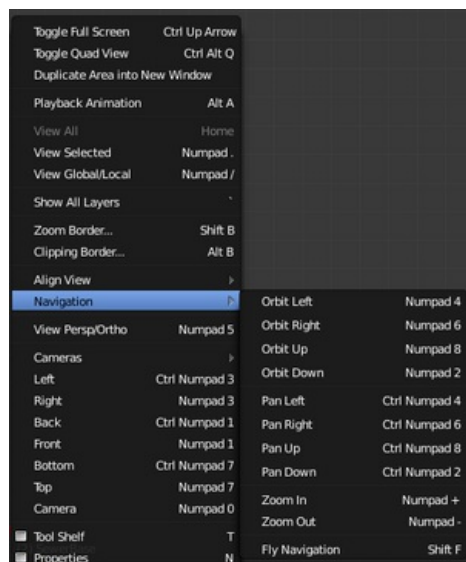 Toggle Full Screen Ctrl Up Arrow
Toggle Quad View Ctrl Alt Q
Duplicate Area into New Window
Playback Animation Alt A
View All Home
View Selected Numpad .
View Global/Local Numpad /
Show All Layers `
Zoom Border... Shift B
Clipping Border... Alt B
Align View
Navigation
View Persp/Ortho Numpad 5
Cameras
Left Ctrl Numpad 3
Right Numpad 3
Back Ctrl Numpad 1
Front Numpad 1
Bottom Ctrl Numpad 7
Top Numpad 7
Camera Numpad 0
Tool Shelf T
Properties N
Orbit Left Numpad 4
Orbit Right Numpad 6
Orbit Up Numpad 8
Orbit Down Numpad 2
Pan Left Ctrl Numpad 4
Pan Right Ctrl Numpad 6
Pan Up Ctrl Numpad 8
Pan Down Ctrl Numpad 2
Zoom In Numpad +
Zoom Out Numpad -
Fly Navigation Shift F